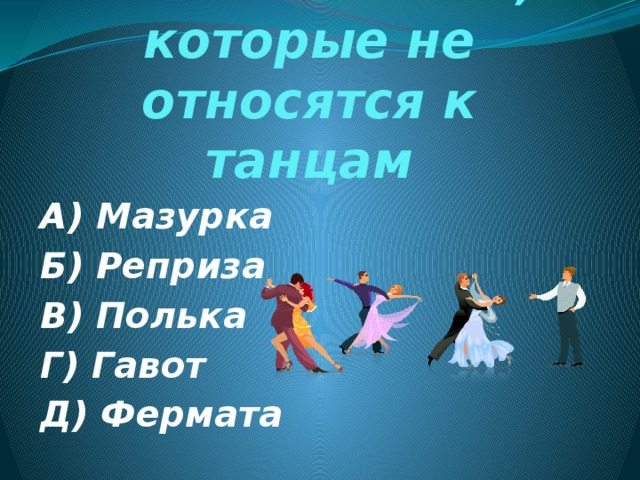 которые не
относятся к
танцам
А) Мазурка
Б) Реприза
В) Полька
Г) Гавот
Д) Фермата